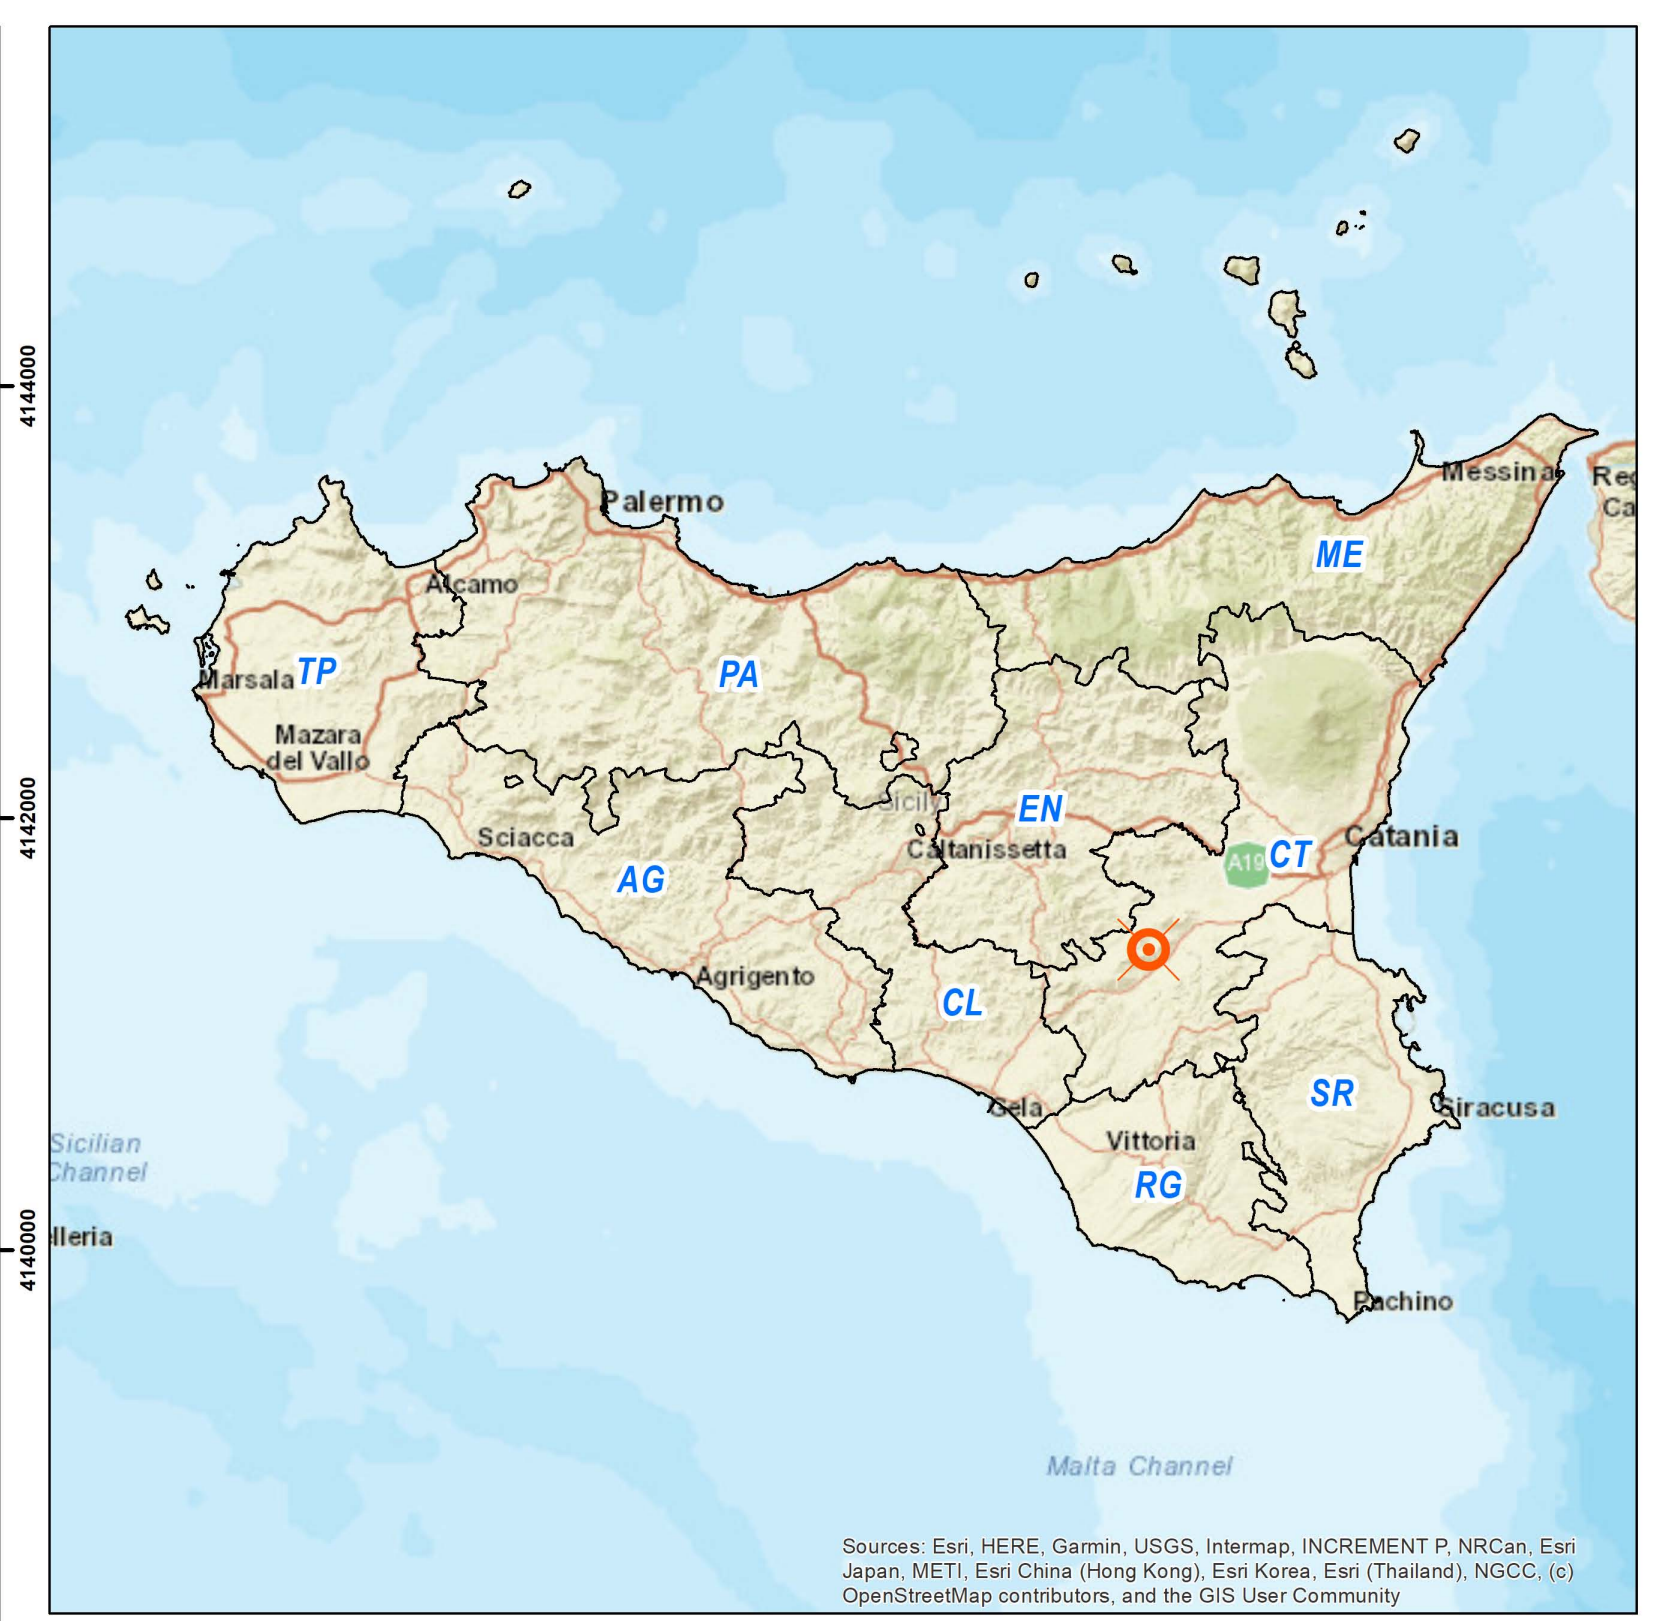 4144000
Messina
Reg
Ca
Palermo
ME
Alcamo
TP
PA
Marsala
Mazara
del Vallo
4142000
Sicily
EN
Sciacca
Caltanissetta
Catania
A19
CT
AG
Agrigento
CL
SR
Gela
Siracusa
Sicilian
Channel
Vittoria
RG
4140000
lleria
Pachino
Malta Channel
Sources: Esri, HERE, Garmin, USGS, Intermap, INCREMENT P, NRCan, Esri
Japan, METI, Esri China (Hong Kong), Esri Korea, Esri (Thailand), NGCC, (c)
OpenStreetMap contributors, and the GIS User Community